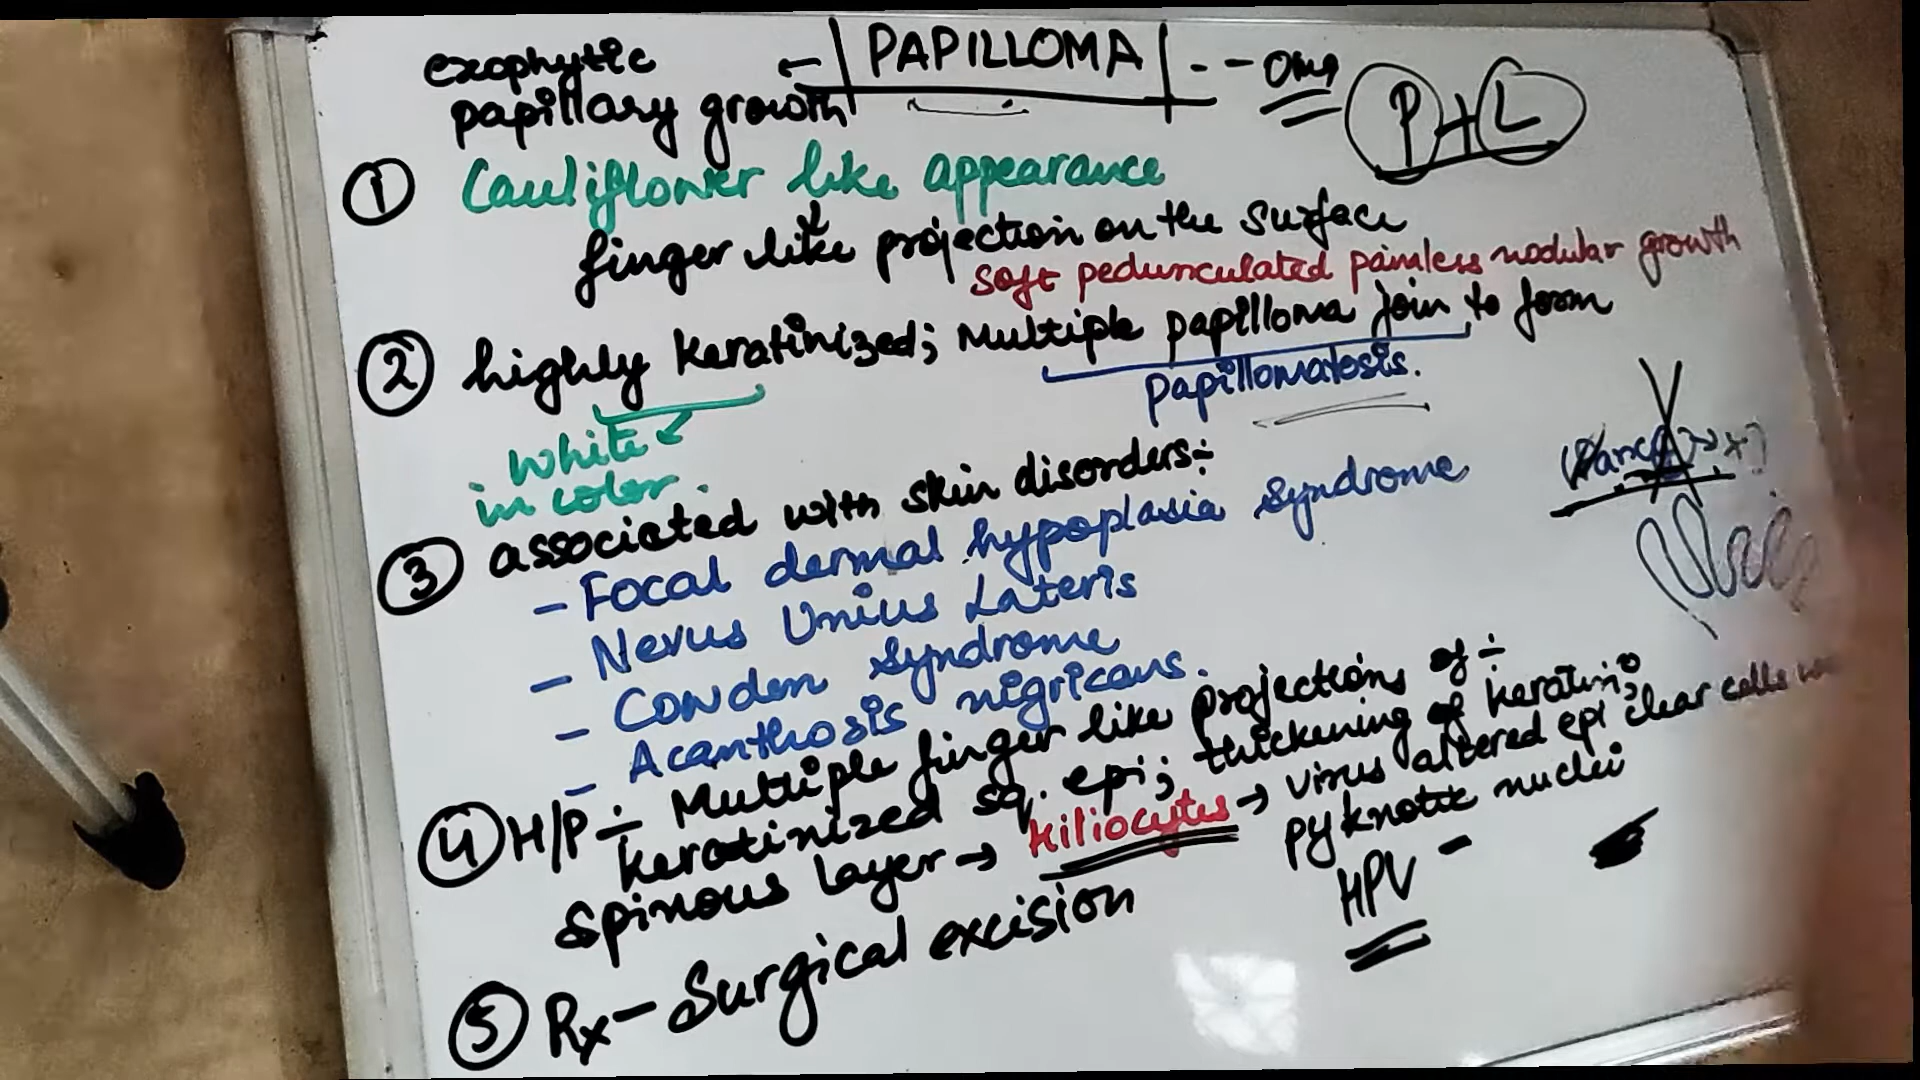 exophytic ← | PAPILLOMA | - - oma
papillary growth
P + L
① Cauliflower like appearance
finger like projection on the surface
soft pedunculated painless nodular growth
② highly keratinized; Multiple papilloma join to form
papillomatosis.
White
in color.
③ associated with skin disorders:-
- Focal dermal hypoplasia syndrome
- Nevus Unius Lateris
- Cowden syndrome
- Acanthosis nigricans.
④ H/P:- Multiple finger like projections of:-
keratinized sq. epi; thickening of keratin;
spinous layer → kiliocytes → virus altered epi clear cells
pyknotic nuclei
HPV -
⑤ Rx - Surgical excision